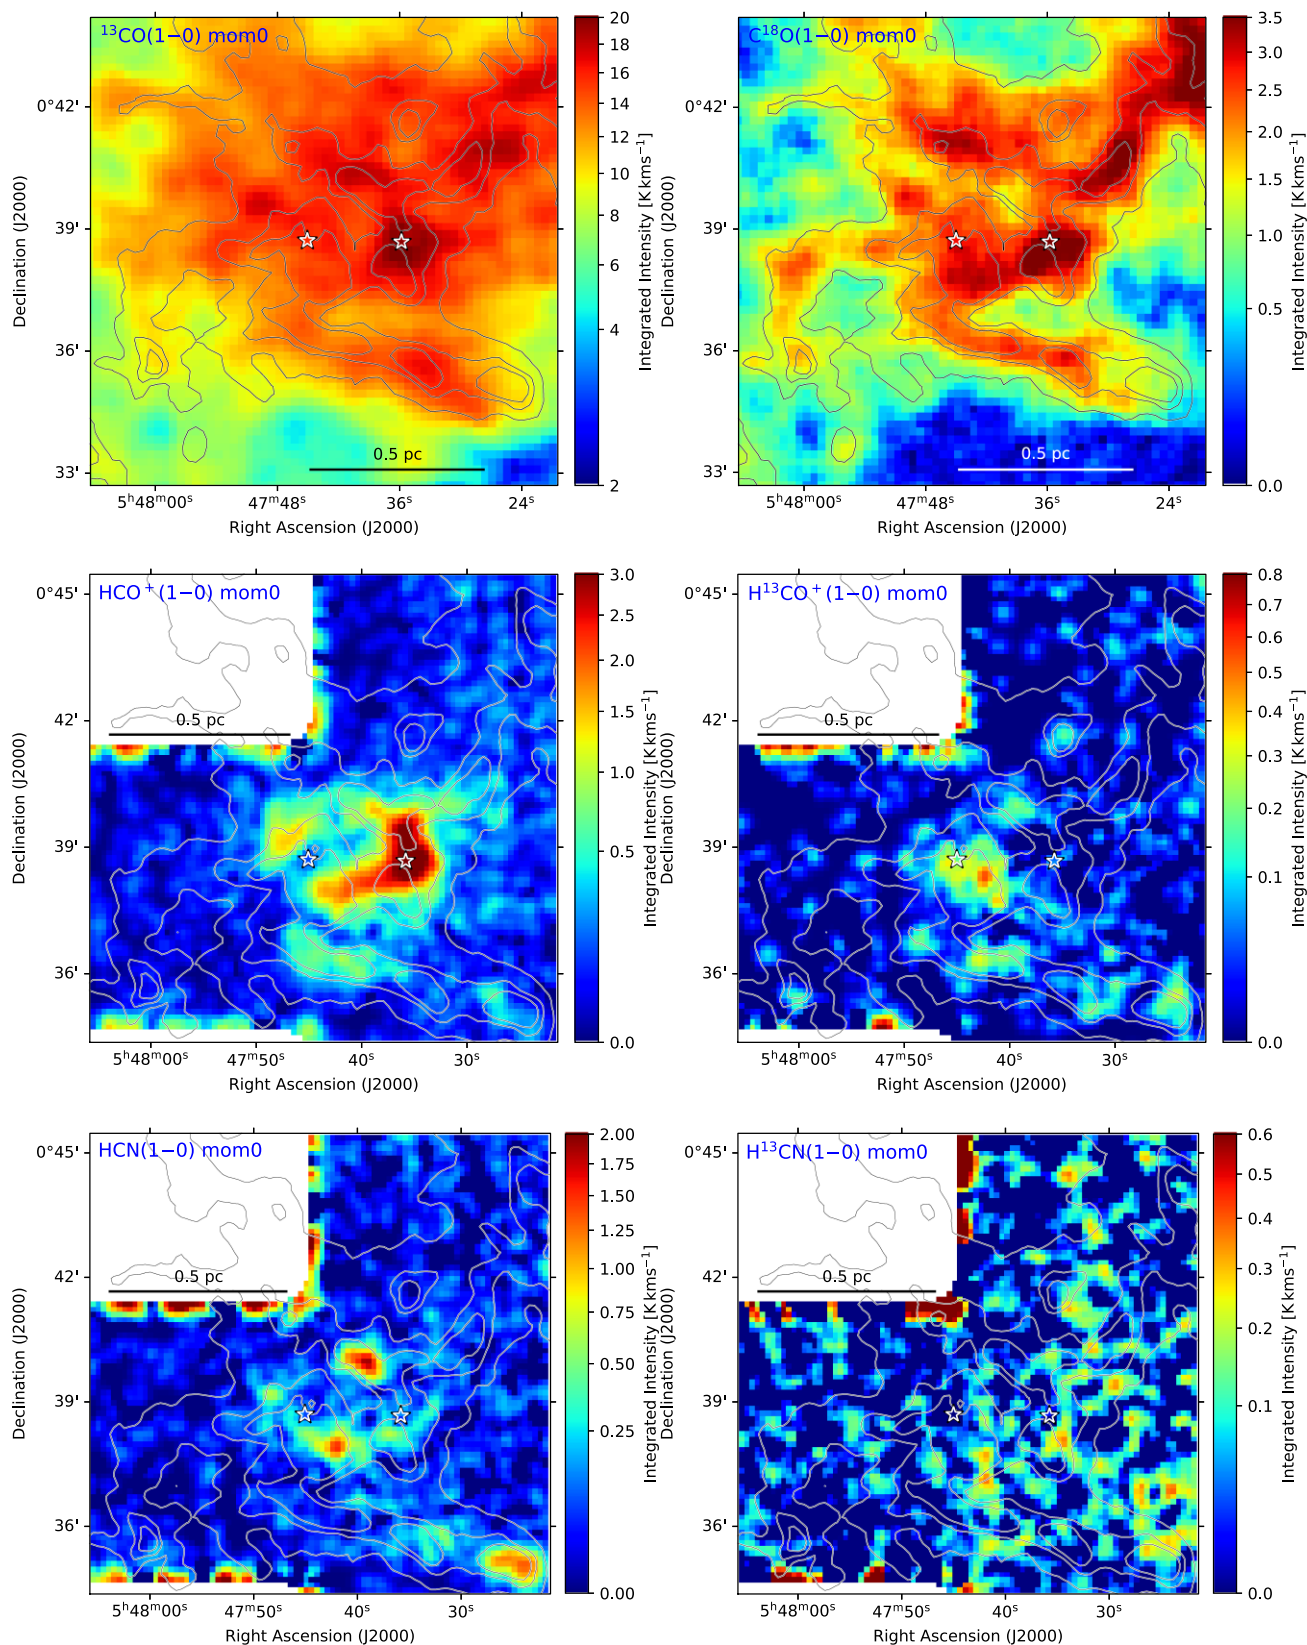 ¹³CO(1−0) mom0
0°42'
39'
36'
33'
Declination (J2000)
0.5 pc
5ʰ48ᵐ00ˢ
47ᵐ48ˢ
36ˢ
24ˢ
Right Ascension (J2000)
20
18
16
14
12
10
8
6
4
2
Integrated Intensity [K kms⁻¹]
C¹⁸O(1−0) mom0
0°42'
39'
36'
33'
Declination (J2000)
0.5 pc
5ʰ48ᵐ00ˢ
47ᵐ48ˢ
36ˢ
24ˢ
Right Ascension (J2000)
3.5
3.0
2.5
2.0
1.5
1.0
0.5
0.0
Integrated Intensity [K kms⁻¹]
HCO⁺(1−0) mom0
0°45'
42'
39'
36'
Declination (J2000)
0.5 pc
5ʰ48ᵐ00ˢ
47ᵐ50ˢ
40ˢ
30ˢ
Right Ascension (J2000)
3.0
2.5
2.0
1.5
1.0
0.5
0.0
Integrated Intensity [K kms⁻¹]
H¹³CO⁺(1−0) mom0
0°45'
42'
39'
36'
Declination (J2000)
0.5 pc
5ʰ48ᵐ00ˢ
47ᵐ50ˢ
40ˢ
30ˢ
Right Ascension (J2000)
0.8
0.7
0.6
0.5
0.4
0.3
0.2
0.1
0.0
Integrated Intensity [K kms⁻¹]
HCN(1−0) mom0
0°45'
42'
39'
36'
Declination (J2000)
0.5 pc
5ʰ48ᵐ00ˢ
47ᵐ50ˢ
40ˢ
30ˢ
Right Ascension (J2000)
2.00
1.75
1.50
1.25
1.00
0.75
0.50
0.25
0.00
Integrated Intensity [K kms⁻¹]
H¹³CN(1−0) mom0
0°45'
42'
39'
36'
Declination (J2000)
0.5 pc
5ʰ48ᵐ00ˢ
47ᵐ50ˢ
40ˢ
30ˢ
Right Ascension (J2000)
0.6
0.5
0.4
0.3
0.2
0.1
0.0
Integrated Intensity [K kms⁻¹]